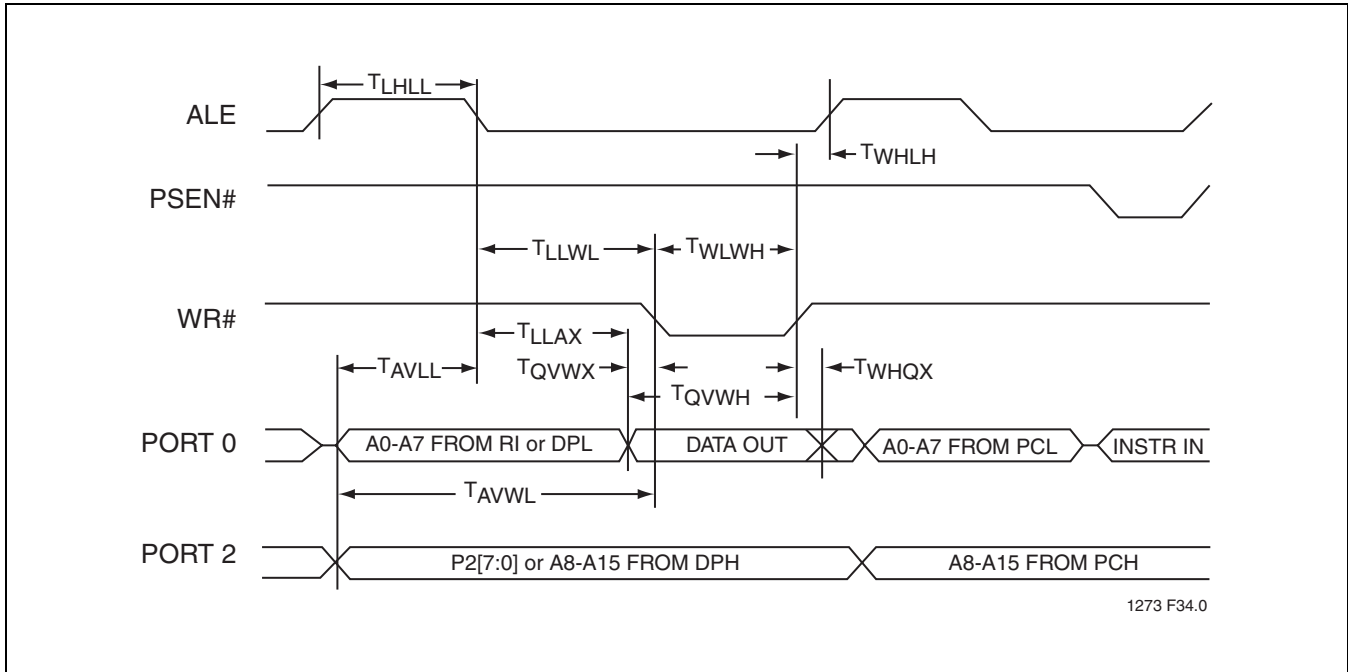 TLHLL
ALE
TWHLH
PSEN#
TLLWL
TWLWH
WR#
TLLAX
TAVLL
TQVWX
TWHQX
TQVWH
PORT 0
A0-A7 FROM RI or DPL
DATA OUT
A0-A7 FROM PCL
INSTR IN
TAVWL
PORT 2
P2[7:0] or A8-A15 FROM DPH
A8-A15 FROM PCH
1273 F34.0